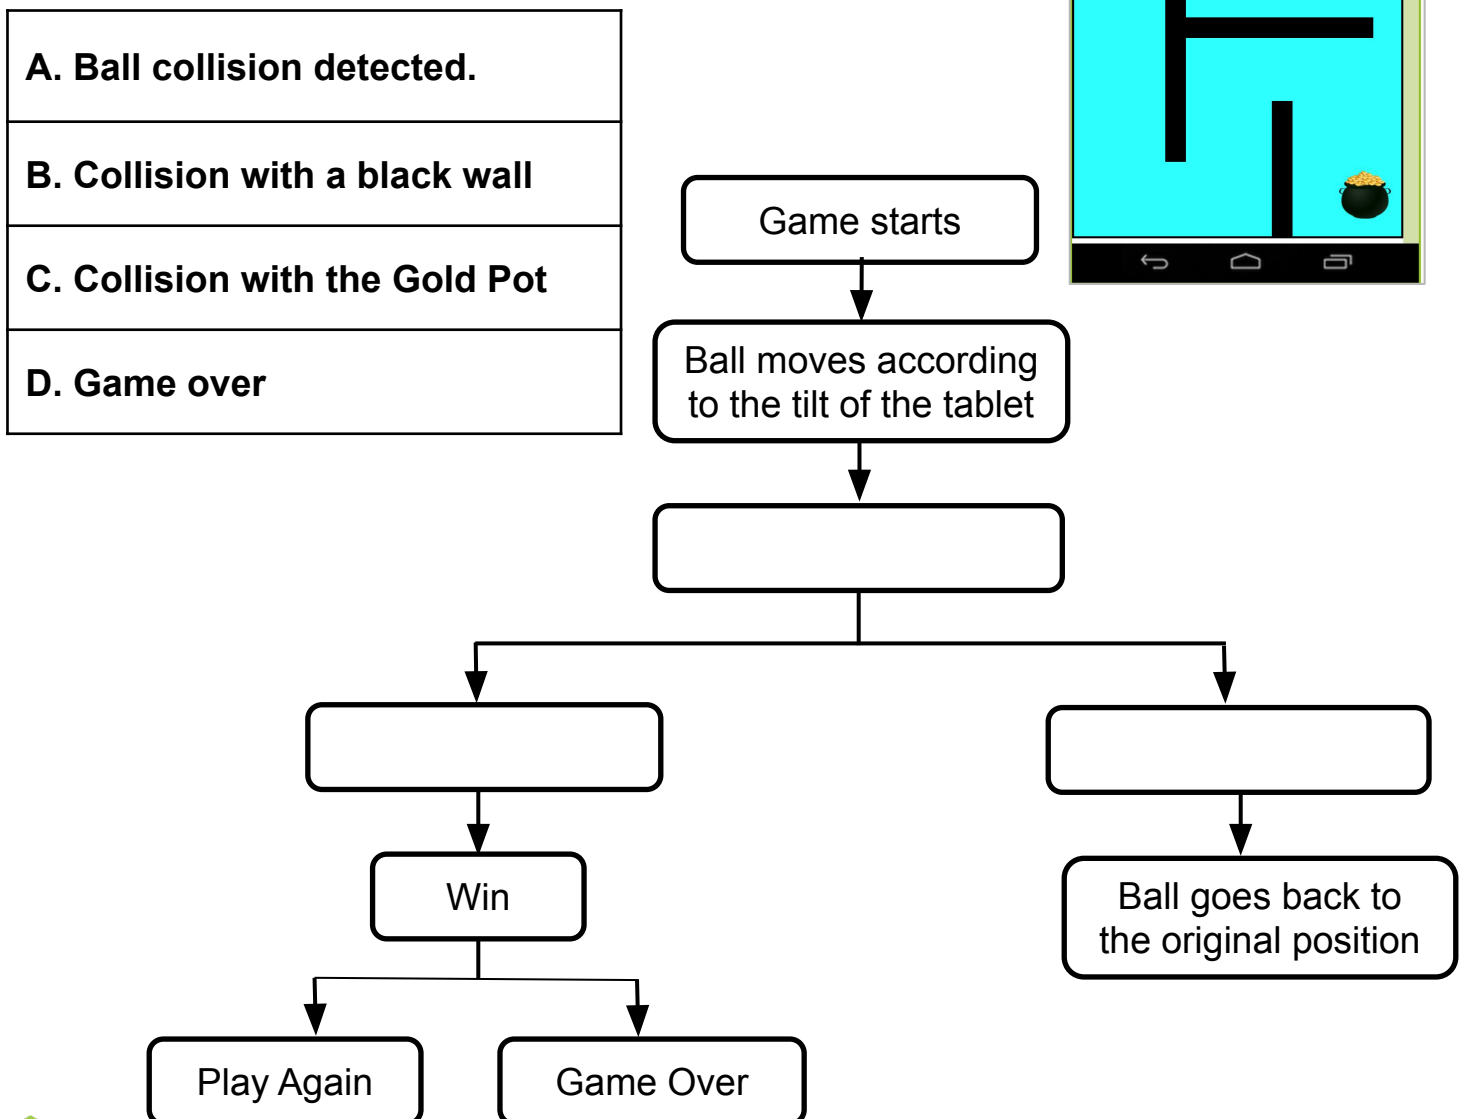 A. Ball collision detected.
B. Collision with a black wall
C. Collision with the Gold Pot
D. Game over
Game starts
Ball moves according
to the tilt of the tablet
Win
Ball goes back to
the original position
Play Again
Game Over